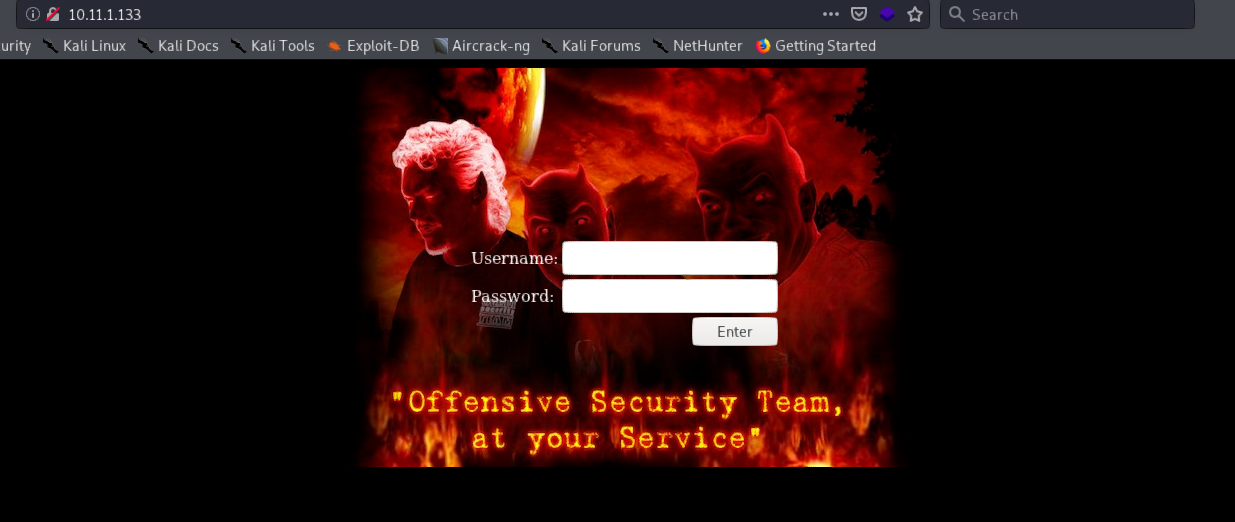 10.11.1.133
Search
urity Kali Linux Kali Docs Kali Tools Exploit-DB Aircrack-ng Kali Forums NetHunter Getting Started
Username:
Password:
Enter
"Offensive Security Team,
at your Service"